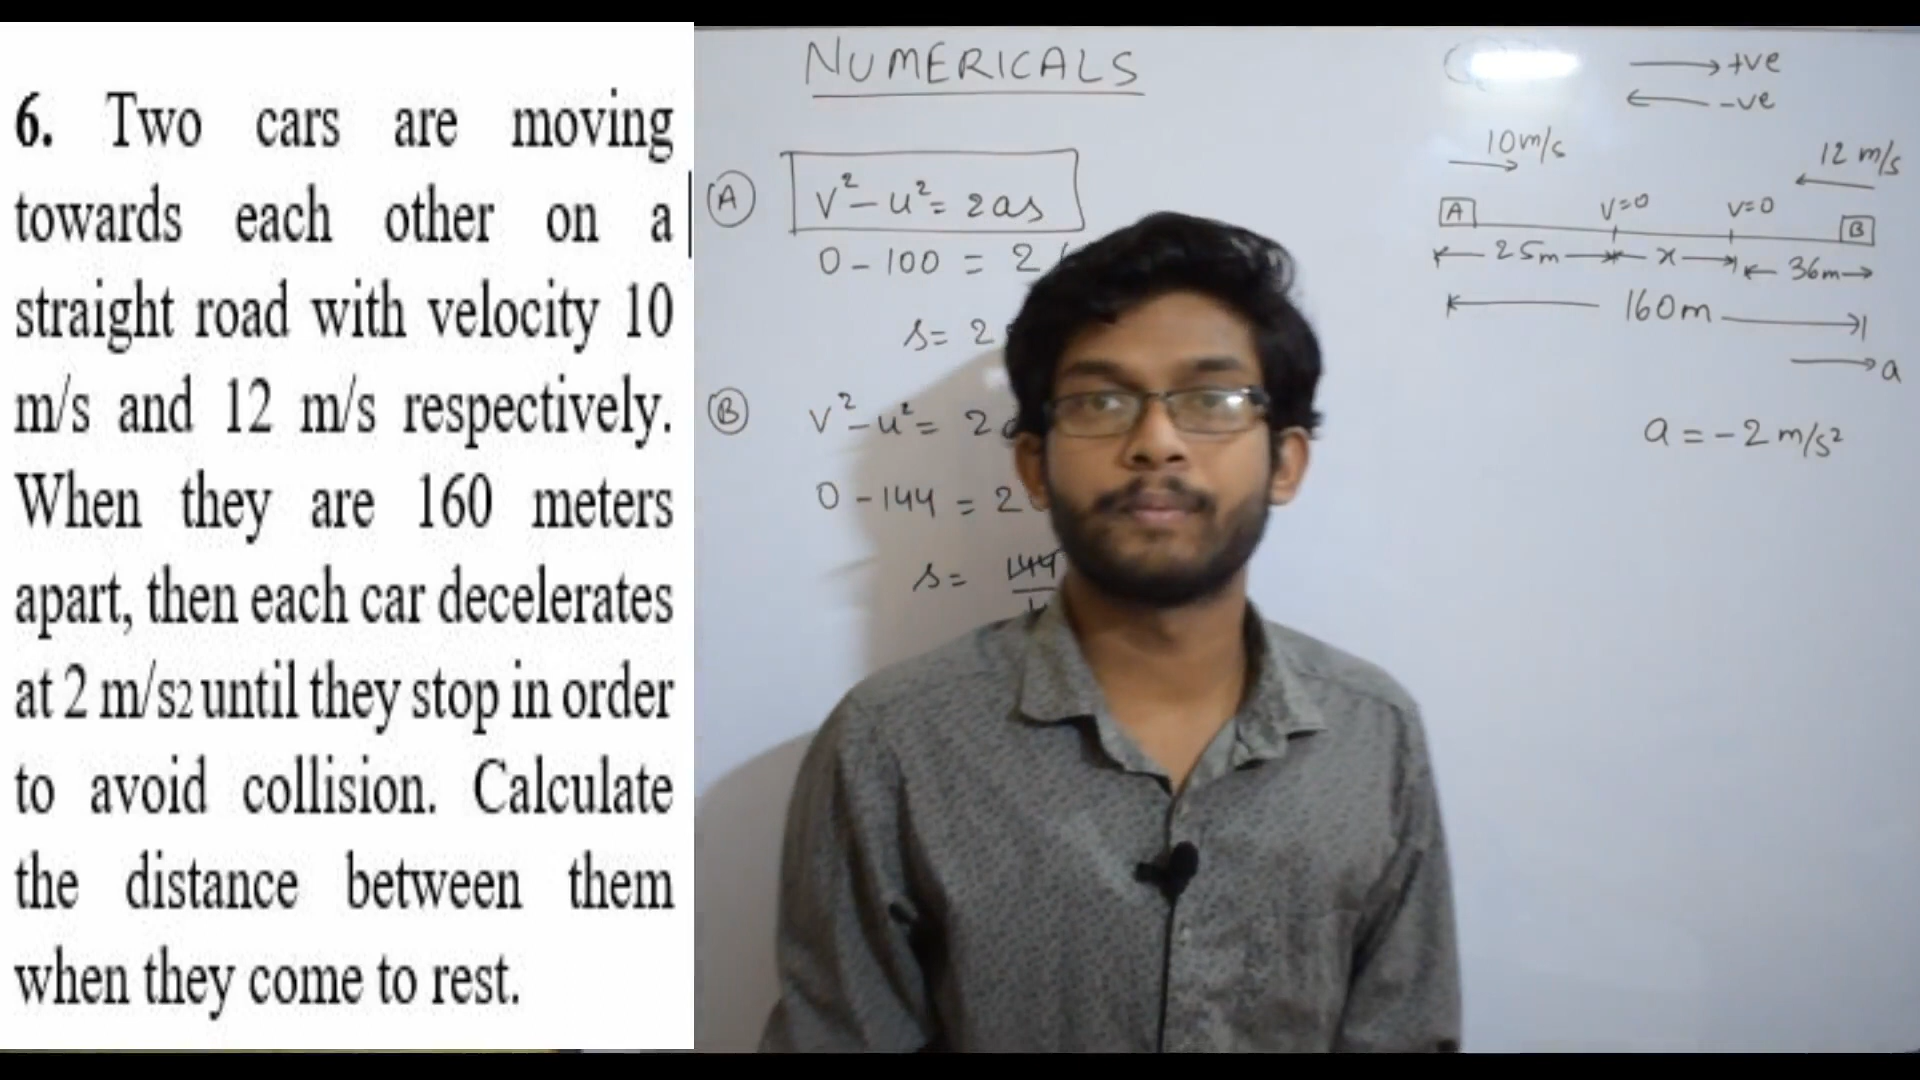 6. Two cars are moving
towards each other on a
straight road with velocity 10
m/s and 12 m/s respectively.
When they are 160 meters
apart, then each car decelerates
at 2 m/s2 until they stop in order
to avoid collision. Calculate
the distance between them
when they come to rest.
NUMERICALS
(A) v²-u²= 2as
0-100 = 2
s= 2
(B) v²-u²= 2
0-144 = 2
s= 144
→ +ve
← -ve
10m/s
12 m/s
A v=0 v=0 B
25m x 36m
160m
a
a = -2 m/s²